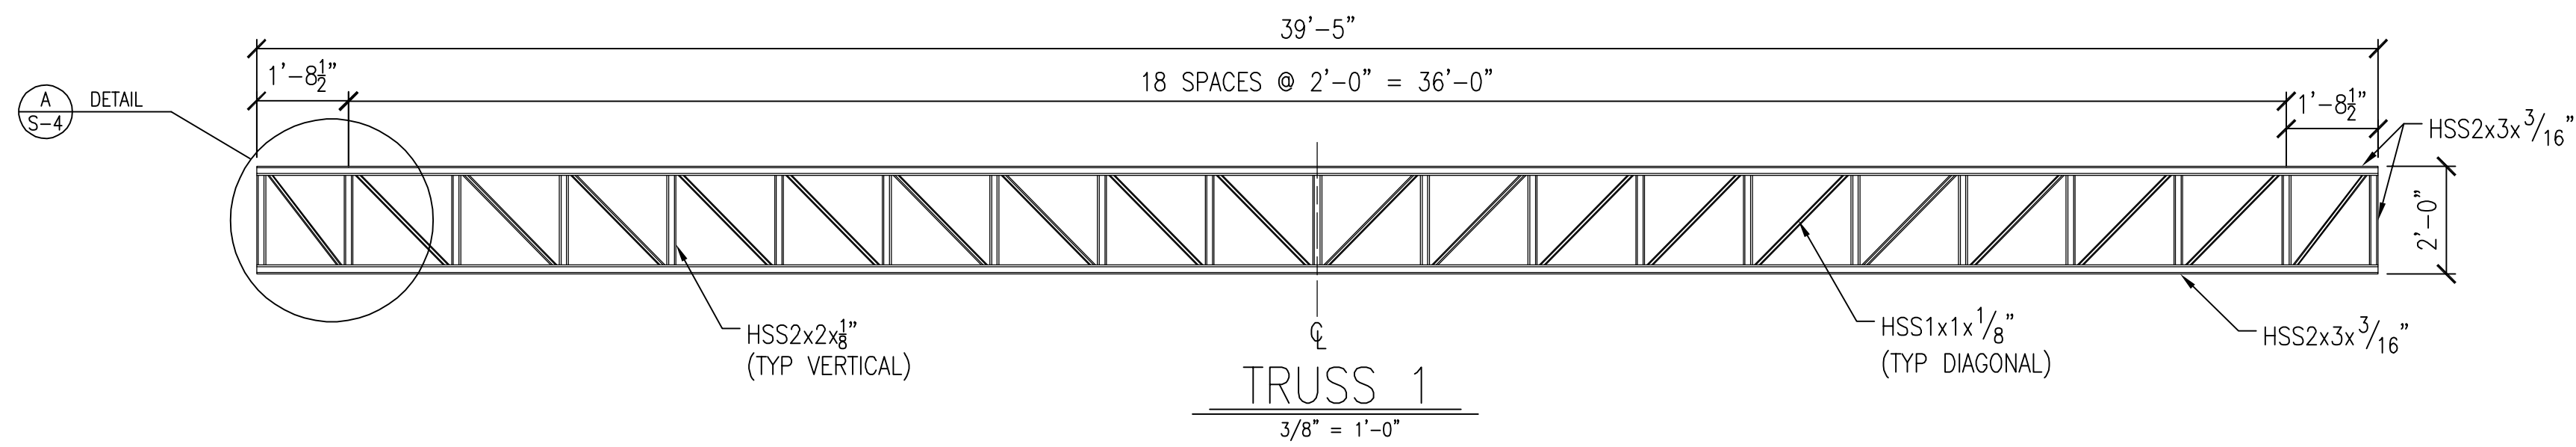 39'-5"
1'-8½"
18 SPACES @ 2'-0" = 36'-0"
1'-8½"
A
S-4
DETAIL
HSS2x3x3/16"
2'-0"
HSS2x2x⅛"
(TYP VERTICAL)
℄
HSS1x1x1/8"
(TYP DIAGONAL)
HSS2x3x3/16"
TRUSS 1
3/8" = 1'-0"